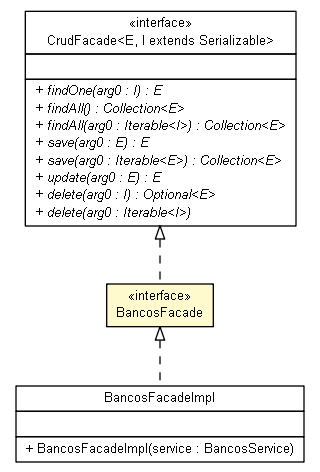 «interface»
CrudFacade<E, I extends Serializable>
+ findOne(arg0 : I) : E
+ findAll() : Collection<E>
+ findAll(arg0 : Iterable<I>) : Collection<E>
+ save(arg0 : E) : E
+ save(arg0 : Iterable<E>) : Collection<E>
+ update(arg0 : E) : E
+ delete(arg0 : I) : Optional<E>
+ delete(arg0 : Iterable<I>)
«interface»
BancosFacade
BancosFacadeImpl
+ BancosFacadeImpl(service : BancosService)